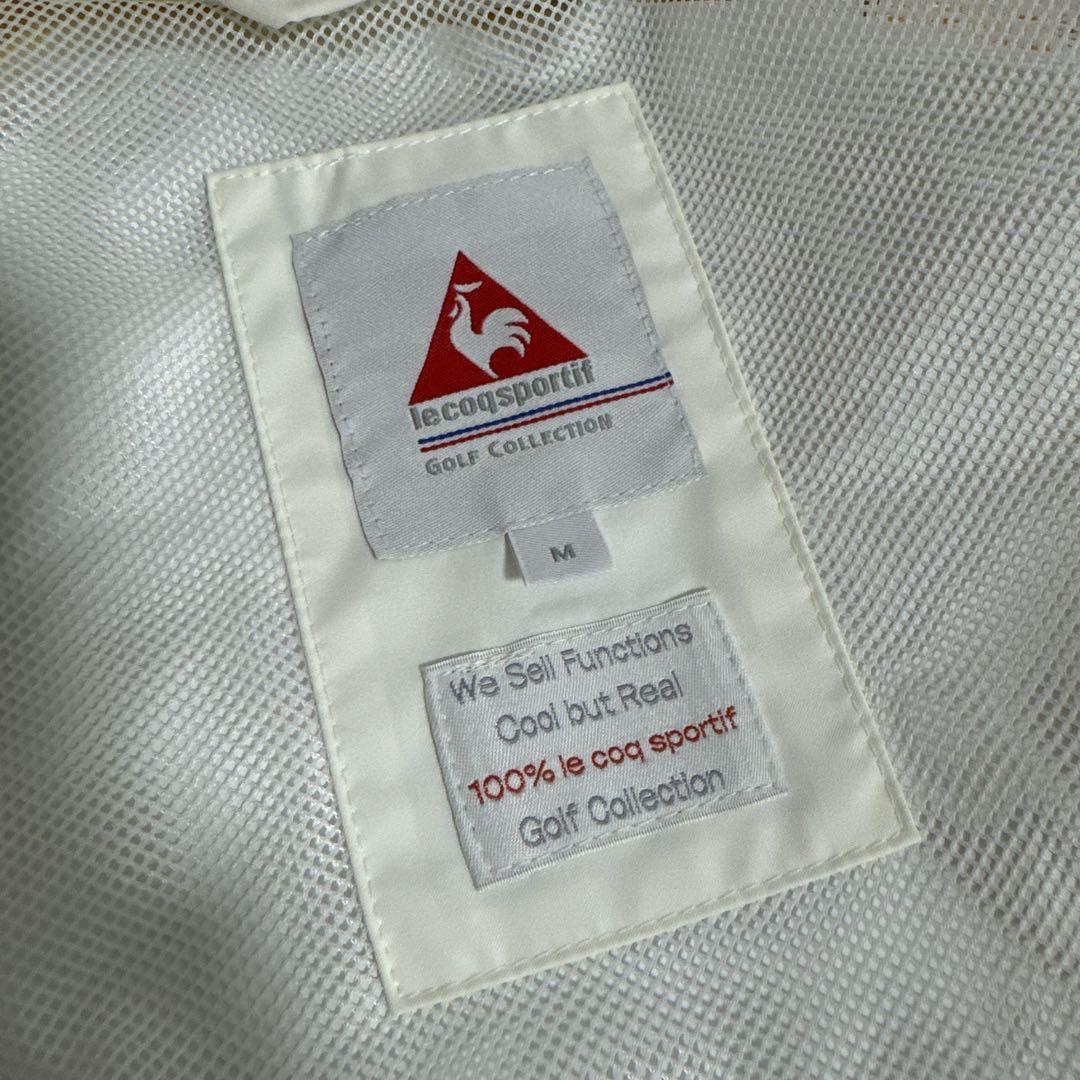 lecoqsportif
GOLF COLLECTION
M
We Sell Functions
Cool but Real
100% le coq sportif
Golf Collection